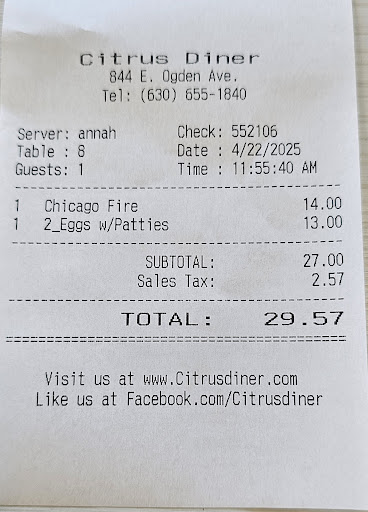 Citrus Diner
844 E. Ogden Ave.
Tel: (630) 655-1840
Server: annah Check: 552106
Table : 8 Date : 4/22/2025
Guests: 1 Time : 11:55:40 AM
1 Chicago Fire 14.00
1 2_Eggs w/Patties 13.00
SUBTOTAL: 27.00
Sales Tax: 2.57
TOTAL: 29.57
Visit us at www.Citrusdiner.com
Like us at Facebook.com/Citrusdiner